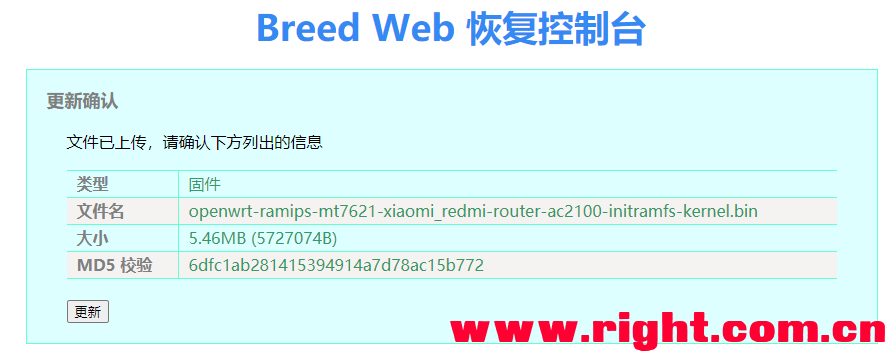 Breed Web 恢复控制台
更新确认
文件已上传，请确认下方列出的信息
类型 固件
文件名 openwrt-ramips-mt7621-xiaomi_redmi-router-ac2100-initramfs-kernel.bin
大小 5.46MB (5727074B)
MD5 校验 6dfc1ab281415394914a7d78ac15b772
更新
www.right.com.cn